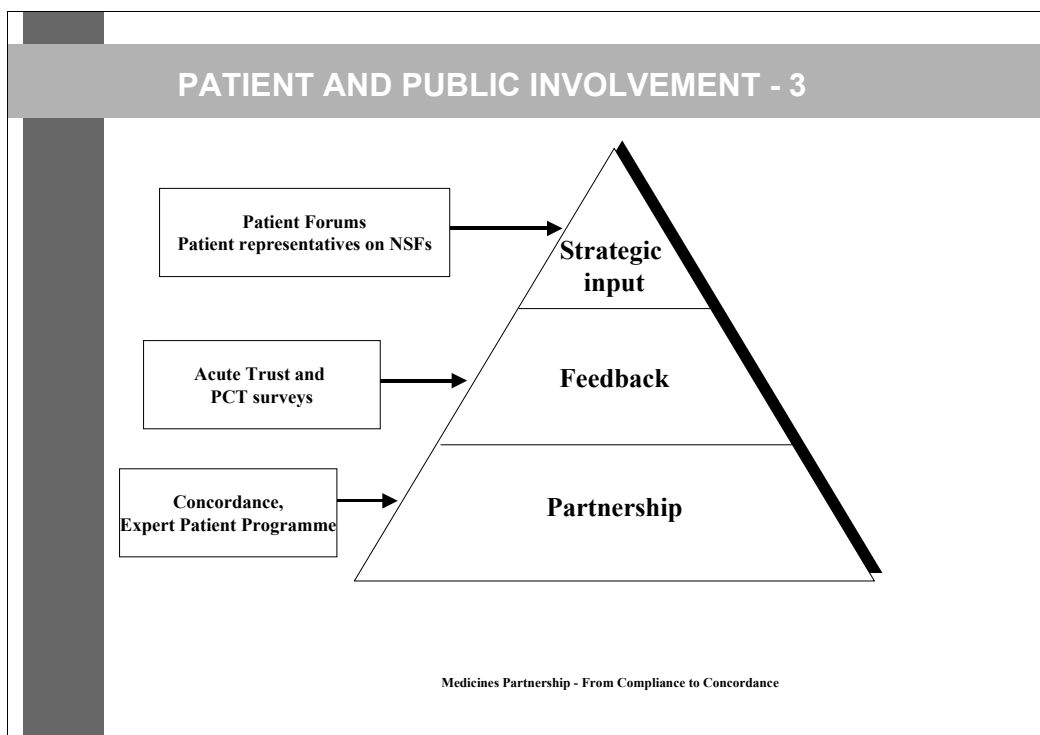 PATIENT AND PUBLIC INVOLVEMENT - 3
Patient Forums
Patient representatives on NSFs
Strategic
input
Acute Trust and
PCT surveys
Feedback
Concordance,
Expert Patient Programme
Partnership
Medicines Partnership - From Compliance to Concordance